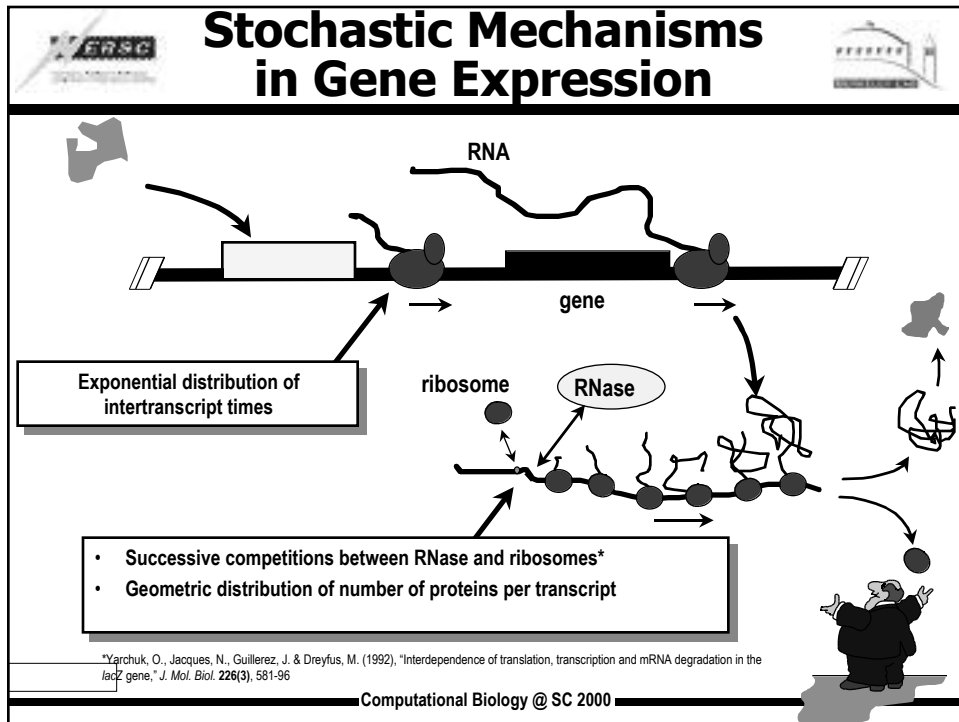 Stochastic Mechanisms
in Gene Expression
RNA
gene
Exponential distribution of
intertranscript times
ribosome
RNase
• Successive competitions between RNase and ribosomes*
• Geometric distribution of number of proteins per transcript
*Yarchuk, O., Jacques, N., Guillerez, J. & Dreyfus, M. (1992), “Interdependence of translation, transcription and mRNA degradation in the
lacZ gene,” J. Mol. Biol. 226(3), 581-96
Computational Biology @ SC 2000